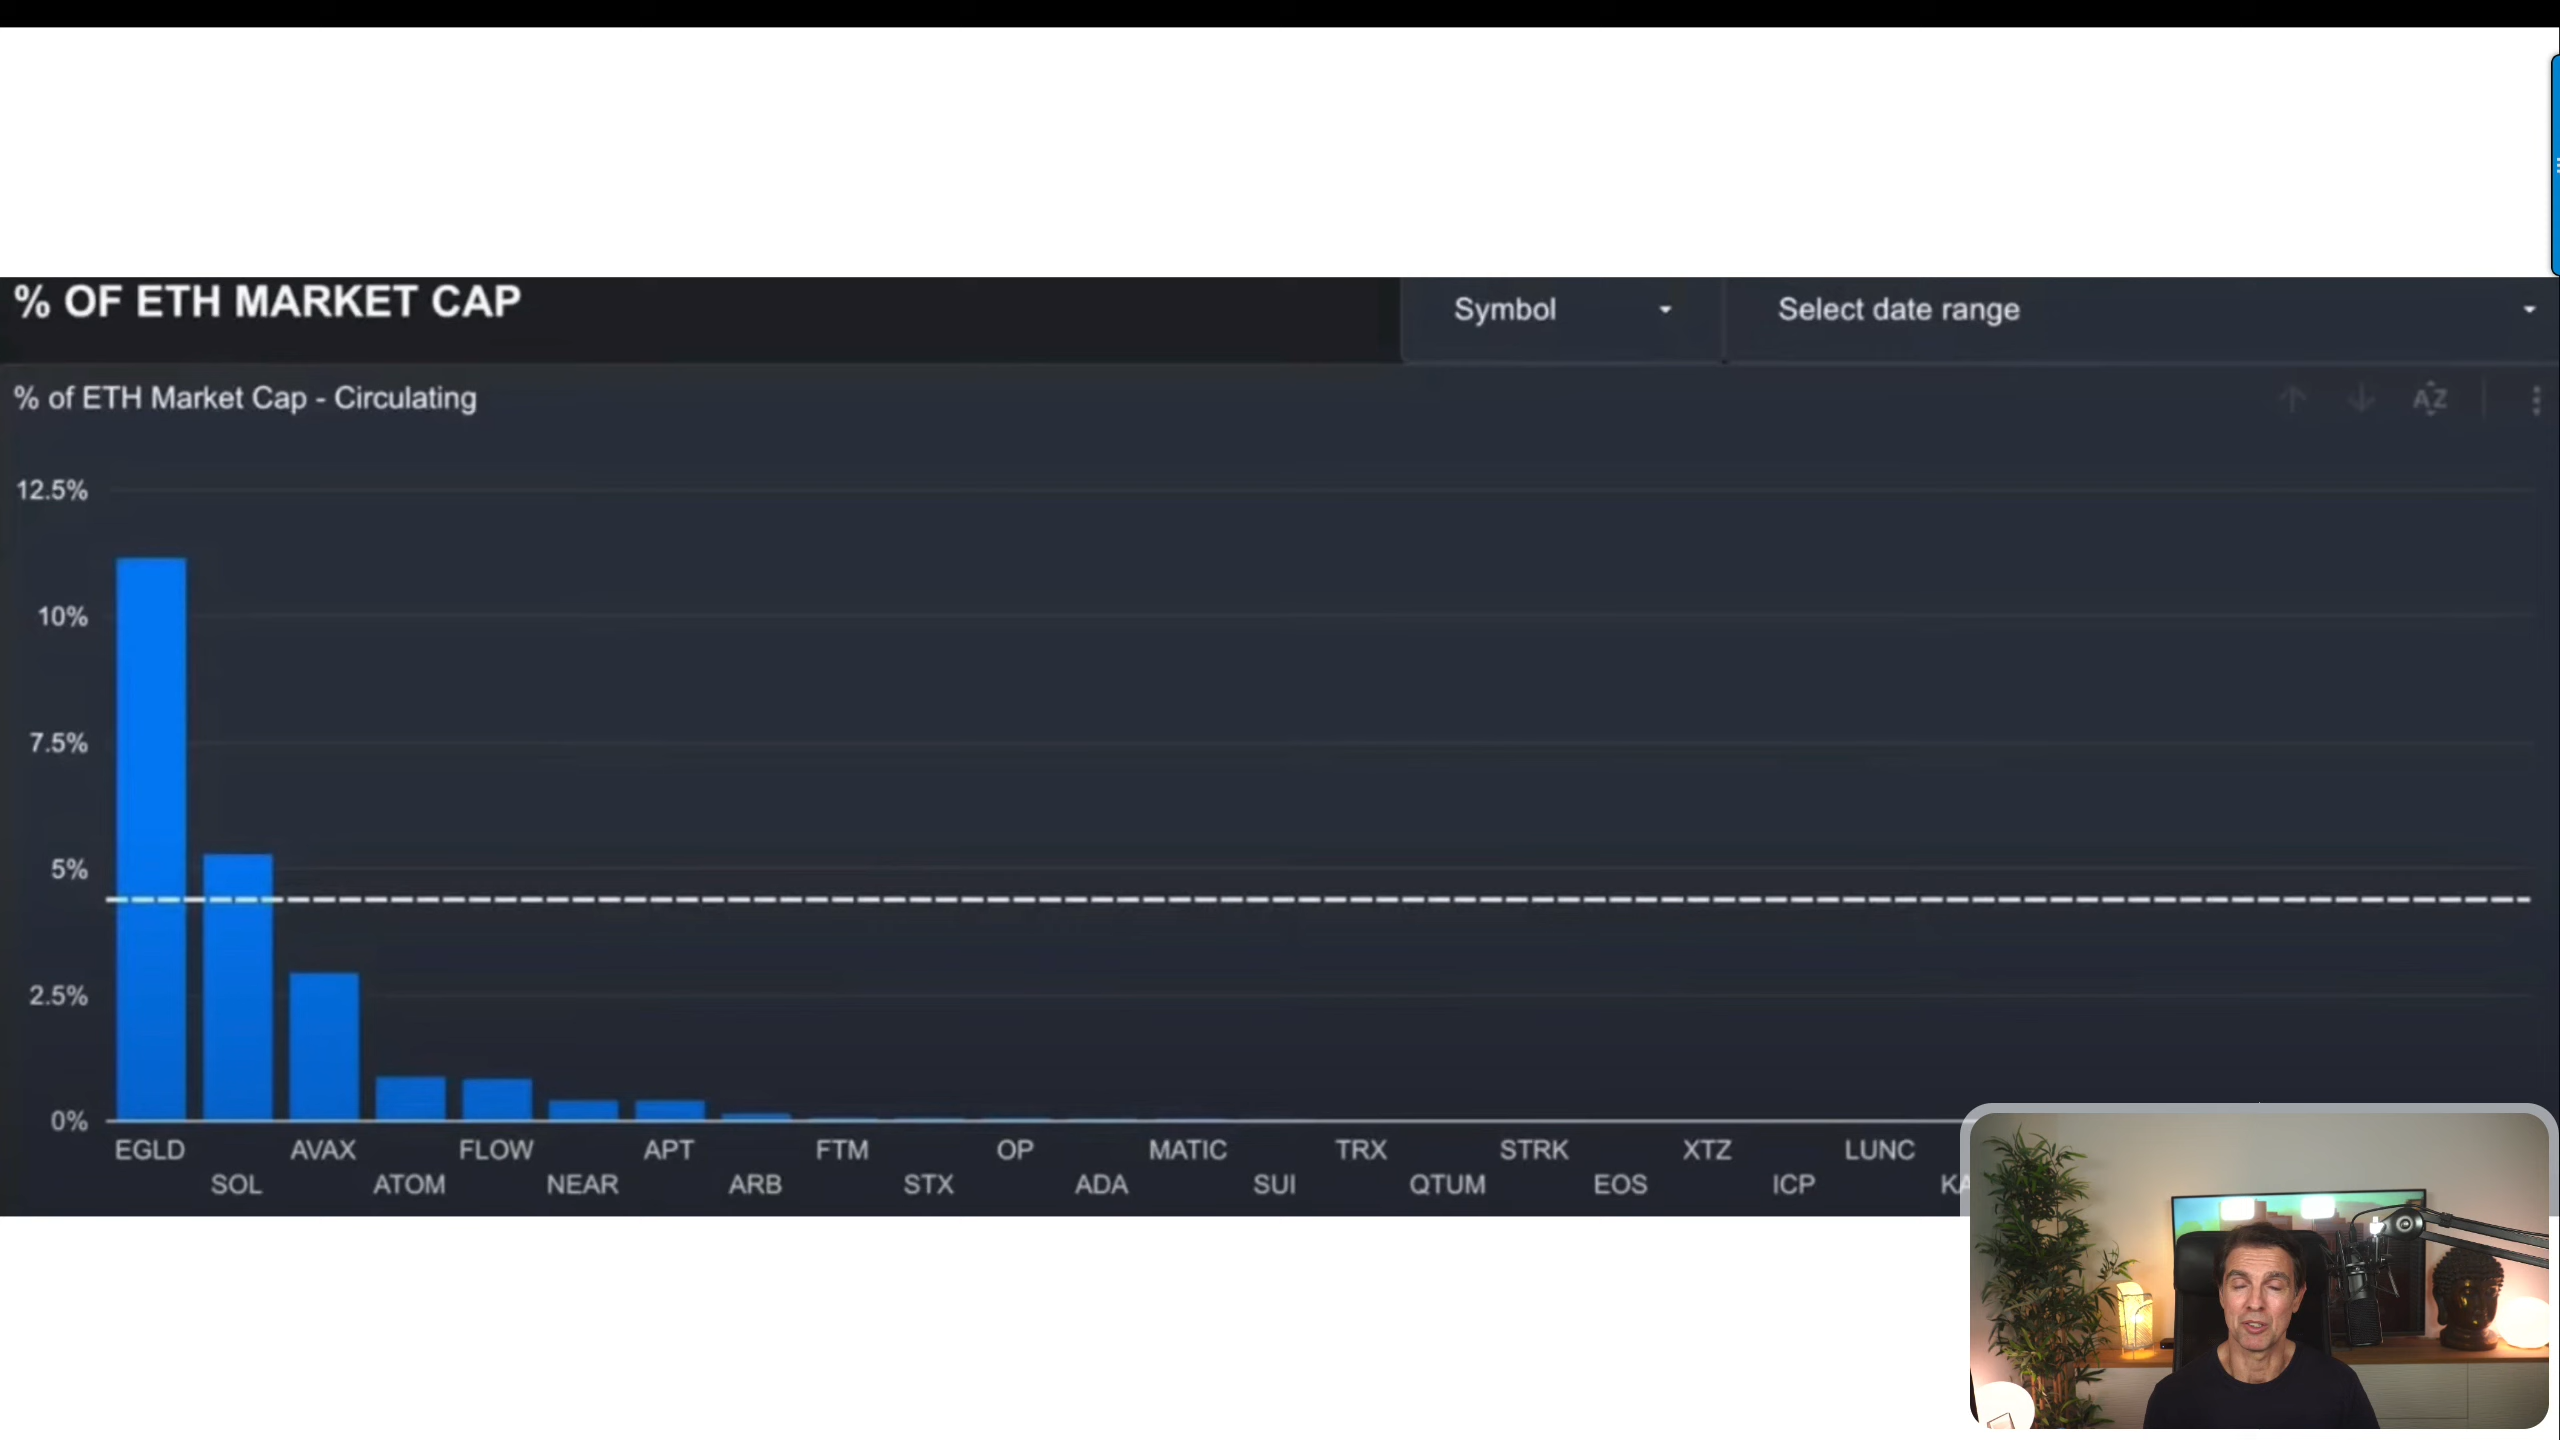 % OF ETH MARKET CAP
Symbol
Select date range
% of ETH Market Cap - Circulating
AZ
12.5%
10%
7.5%
5%
2.5%
0%
EGLD AVAX FLOW APT FTM OP MATIC TRX STRK XTZ LUNC
SOL ATOM NEAR ARB STX ADA SUI QTUM EOS ICP KA